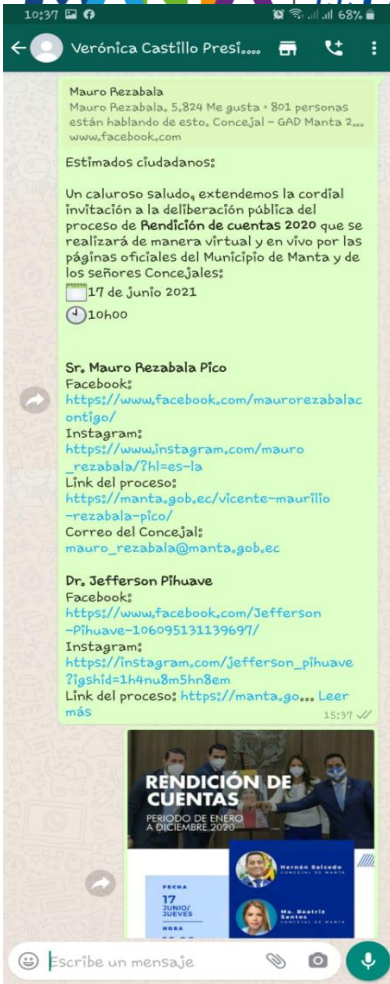 10:37
68%
Verónica Castillo Presi....
Mauro Rezabala
Mauro Rezabala. 5,824 Me gusta • 801 personas
están hablando de esto. Concejal – GAD Manta 2...
www.facebook.com
Estimados ciudadanos:
Un caluroso saludo, extendemos la cordial
invitación a la deliberación pública del
proceso de Rendición de cuentas 2020 que se
realizará de manera virtual y en vivo por las
páginas oficiales del Municipio de Manta y de
los señores Concejales:
17 de junio 2021
10h00
Sr. Mauro Rezabala Pico
Facebook:
https://www.facebook.com/maurorezabalac
ontigo/
Instagram:
https://www.instagram.com/mauro
_rezabala/?hl=es-la
Link del proceso:
https://manta.gob.ec/vicente-maurilio
-rezabala-pico/
Correo del Concejal:
mauro_rezabala@manta.gob.ec
Dr. Jefferson Pihuave
Facebook:
https://www.facebook.com/Jefferson
-Pihuave-106095131139697/
Instagram:
https://instagram.com/jefferson_pihuave
?igshid=1h4nu8m5hn8em
Link del proceso: https://manta.go... Leer
más
15:37
RENDICIÓN DE
CUENTAS
PERIODO DE ENERO
A DICIEMBRE 2020
Hernán Salcedo
CONCEJAL DE MANTA
FECHA
17
JUNIO/
JUEVES
HORA
Ma. Beatriz
Santos
CONCEJAL DE MANTA
Escribe un mensaje